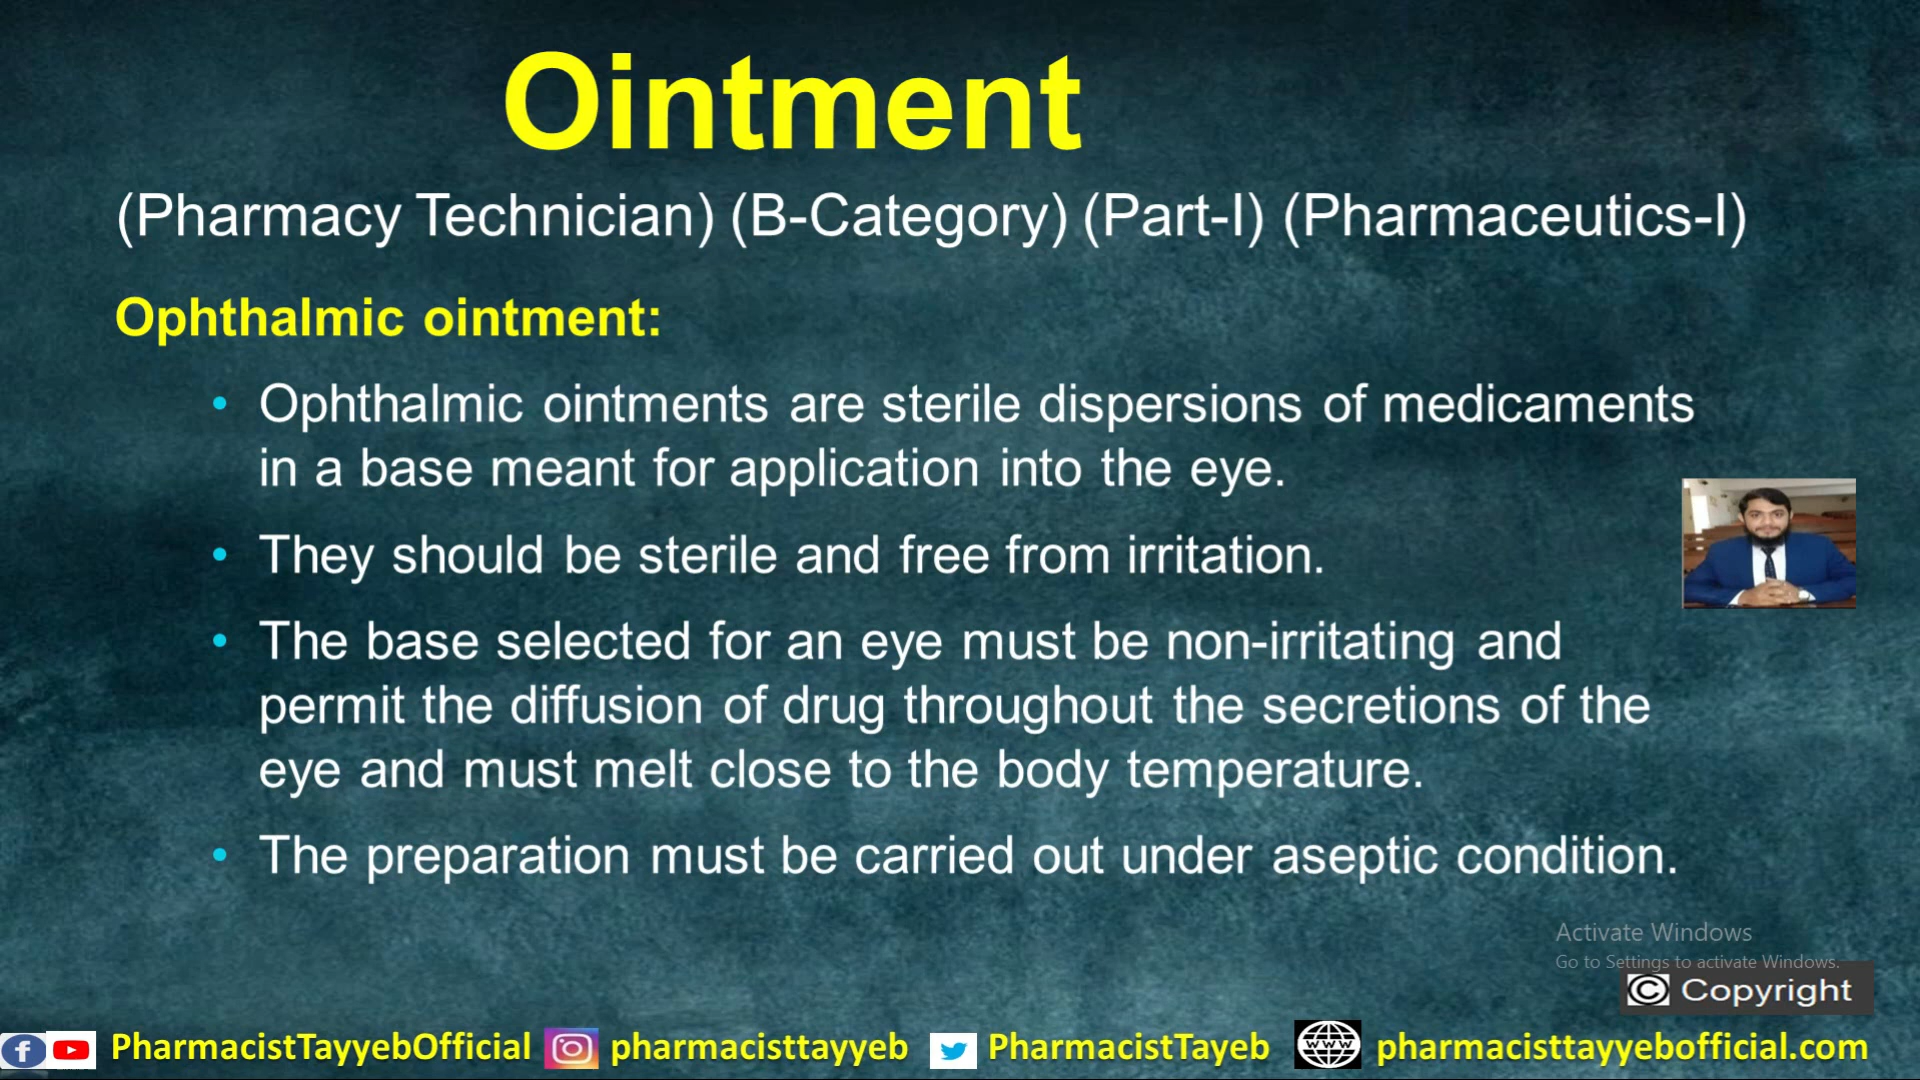 Ointment
(Pharmacy Technician) (B-Category) (Part-I) (Pharmaceutics-I)
Ophthalmic ointment:
• Ophthalmic ointments are sterile dispersions of medicaments
in a base meant for application into the eye.
• They should be sterile and free from irritation.
• The base selected for an eye must be non-irritating and
permit the diffusion of drug throughout the secretions of the
eye and must melt close to the body temperature.
• The preparation must be carried out under aseptic condition.
Activate Windows
Go to Settings to activate Windows.
© Copyright
f PharmacistTayyebOfficial pharmacisttayyeb PharmacistTayeb WWW pharmacisttayyebofficial.com